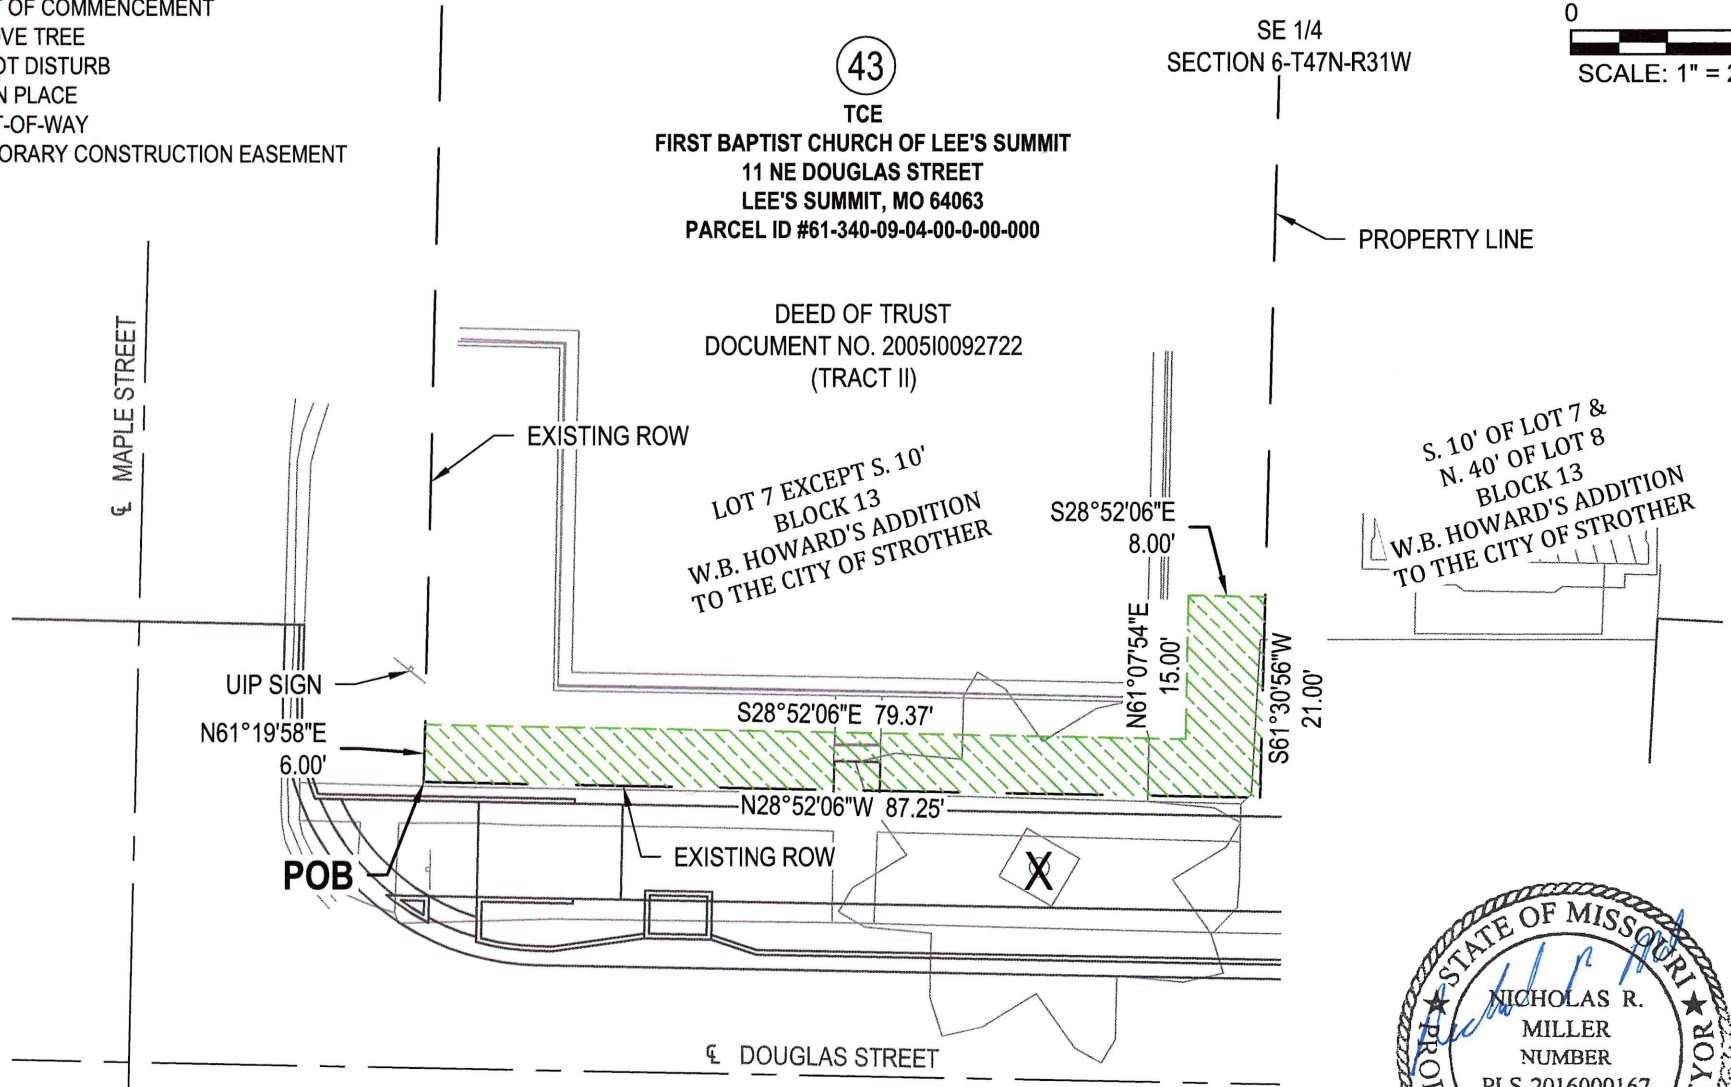 OF COMMENCEMENT
VE TREE
OT DISTURB
N PLACE
T-OF-WAY
ORARY CONSTRUCTION EASEMENT
43
TCE
FIRST BAPTIST CHURCH OF LEE'S SUMMIT
11 NE DOUGLAS STREET
LEE'S SUMMIT, MO 64063
PARCEL ID #61-340-09-04-00-0-00-000
DEED OF TRUST
DOCUMENT NO. 2005I0092722
(TRACT II)
SE 1/4
SECTION 6-T47N-R31W
0
SCALE: 1" = 2
PROPERTY LINE
℄ MAPLE STREET
EXISTING ROW
LOT 7 EXCEPT S. 10'
BLOCK 13
W.B. HOWARD'S ADDITION
TO THE CITY OF STROTHER
S. 10' OF LOT 7 &
N. 40' OF LOT 8
BLOCK 13
W.B. HOWARD'S ADDITION
TO THE CITY OF STROTHER
S28°52'06"E
8.00'
N61°07'54"E
15.00'
S61°30'56"W
21.00'
UIP SIGN
N61°19'58"E
6.00'
S28°52'06"E 79.37'
N28°52'06"W 87.25'
EXISTING ROW
POB
X
℄ DOUGLAS STREET
★ STATE OF MISSOURI ★
NICHOLAS R.
MILLER
NUMBER
PLS-2016000167